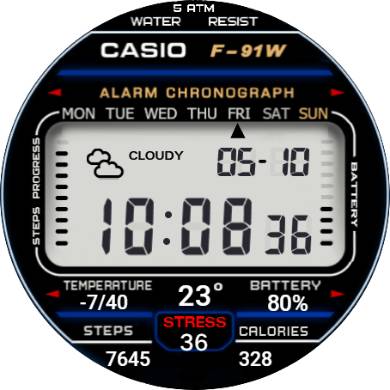 5 ATM
WATER RESIST
CASIO F-91W
ALARM CHRONOGRAPH
MON TUE WED THU FRI SAT SUN
STEPS PROGRESS
CLOUDY 05-10
BATTERY
10:08 36
TEMPERATURE 23° BATTERY
-7/40 80%
STEPS STRESS CALORIES
7645 36 328